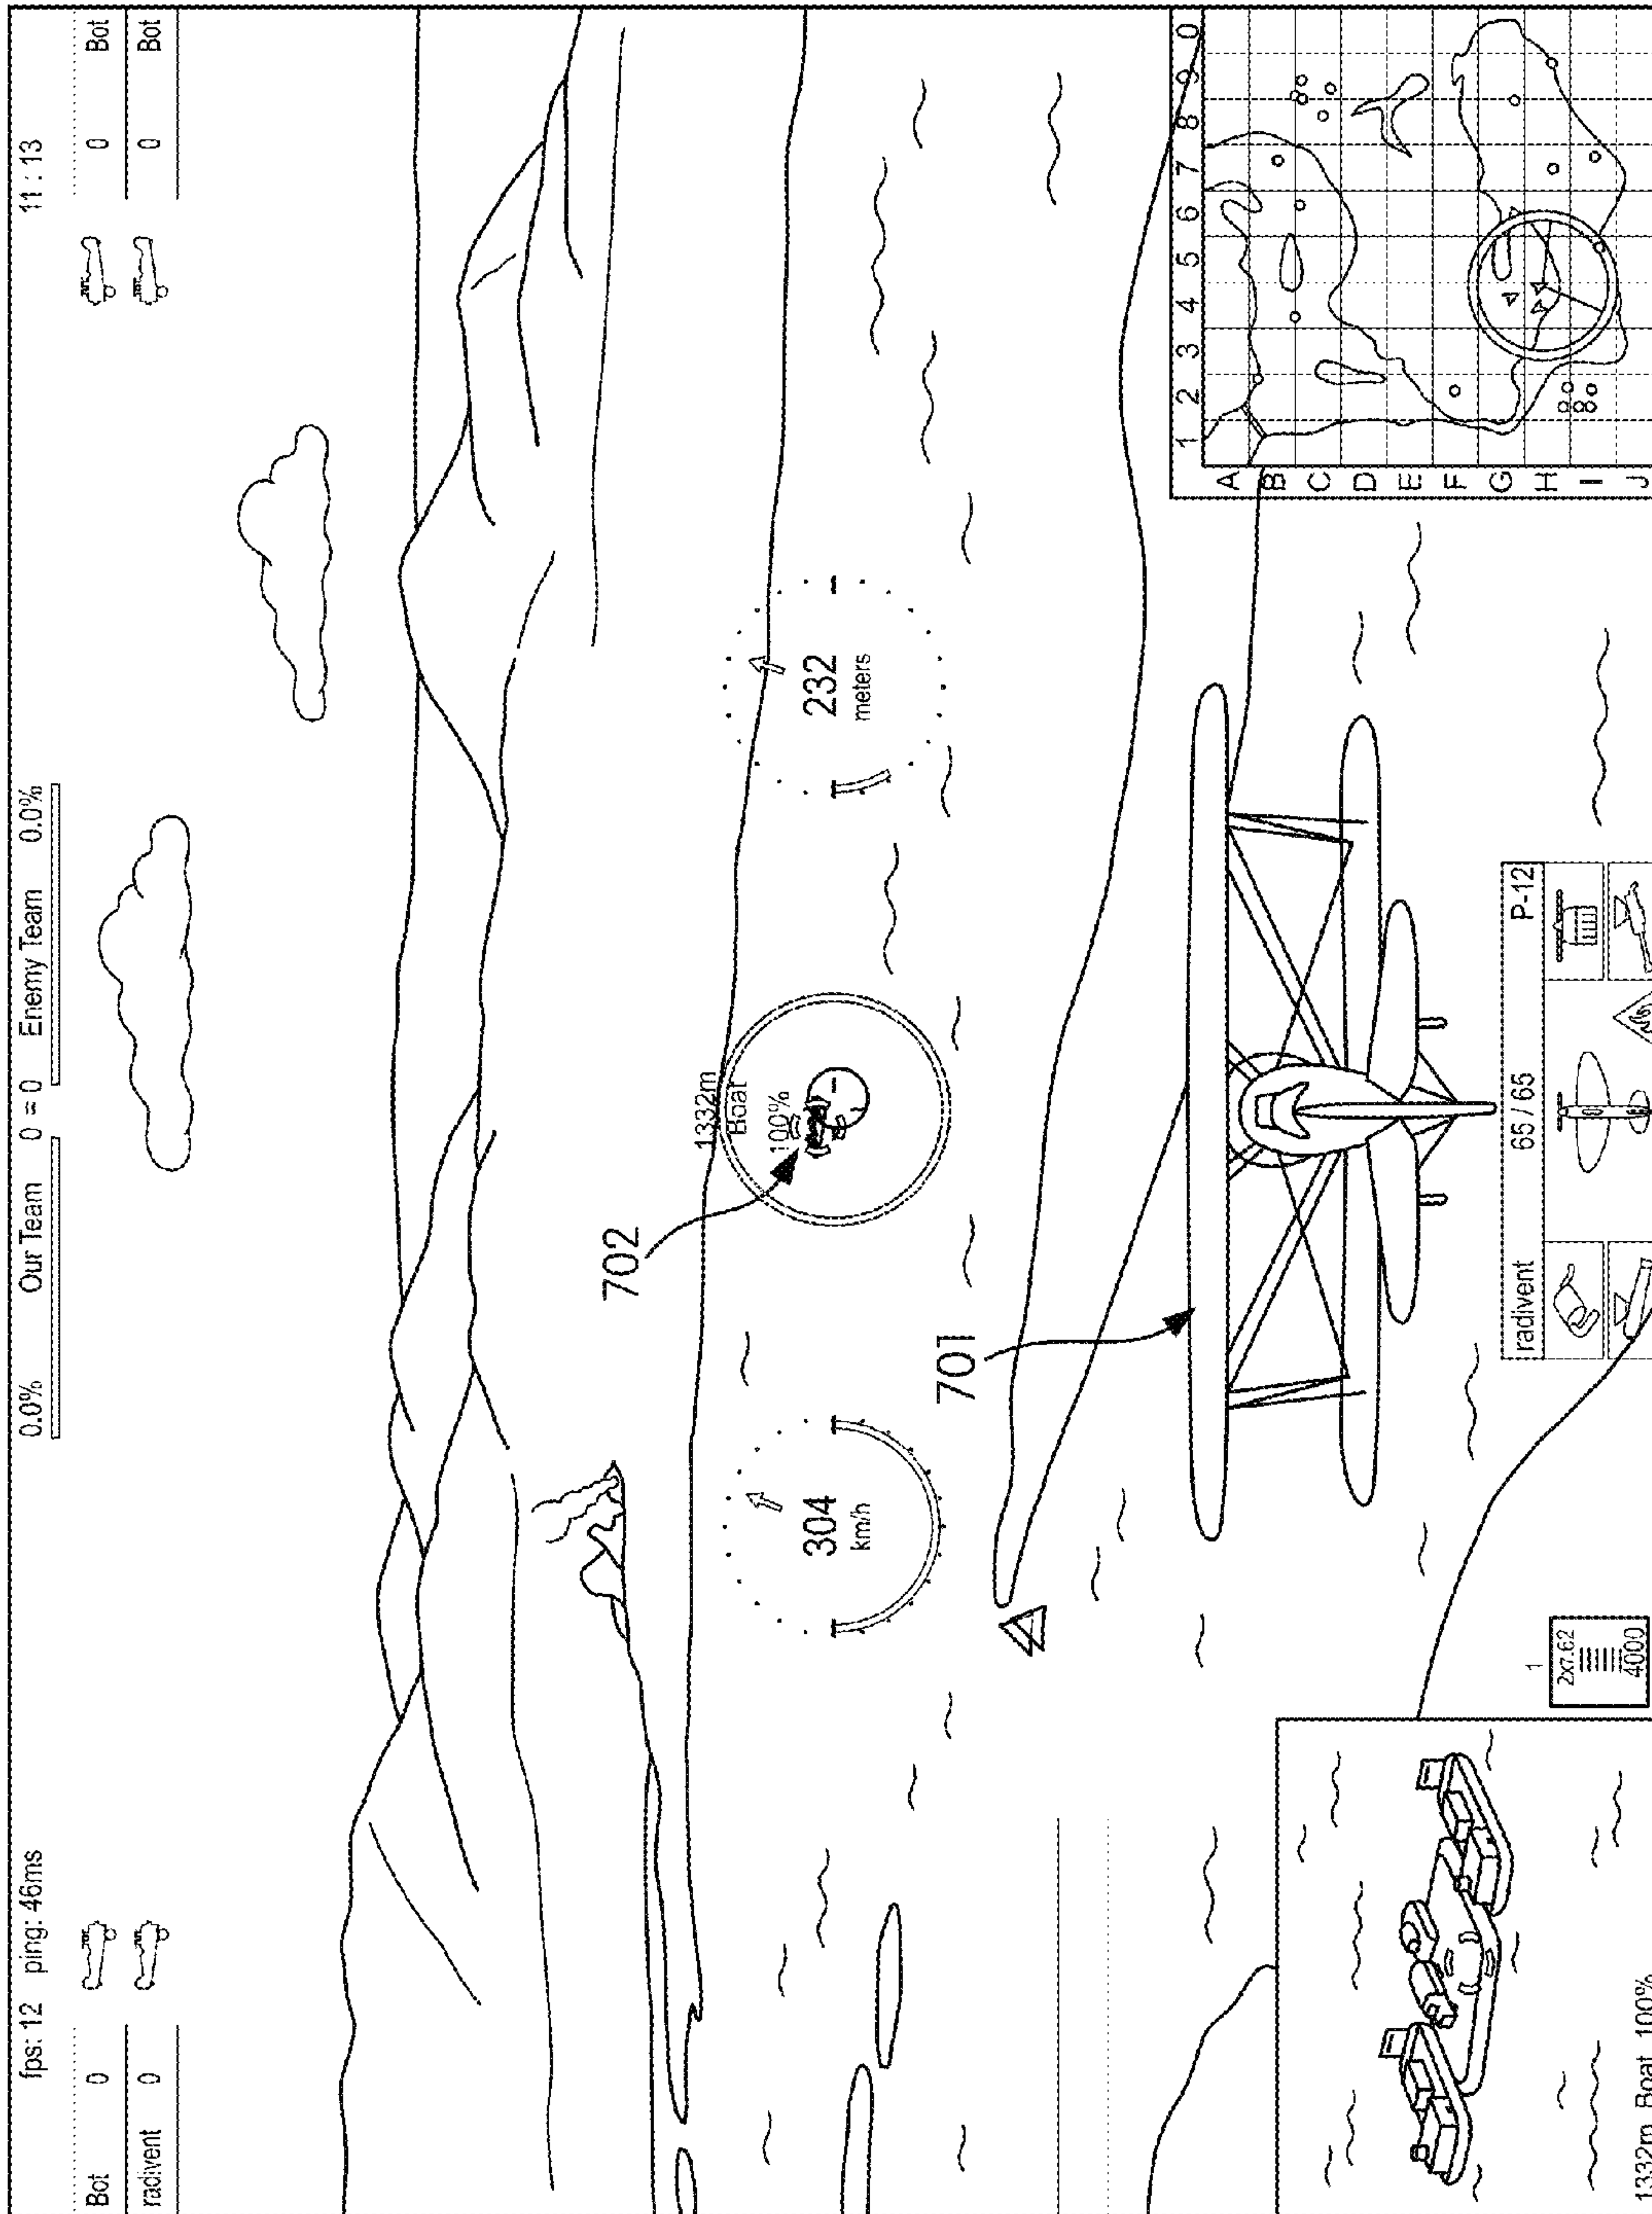 fps: 12 ping: 46ms
0.0% Our Team 0 = 0 Enemy Team 0.0%
11 : 13
Bot 0
radivent 0
0 Bot
0 Bot
702
1332m
Boat
100%
304
km/h
232
meters
701
1 2 3 4 5 6 7 8 9 0
A
B
C
D
E
F
G
H
I
J
radivent 65 / 65 P-12
1
2x7.62
4000
1332m Boat 100%